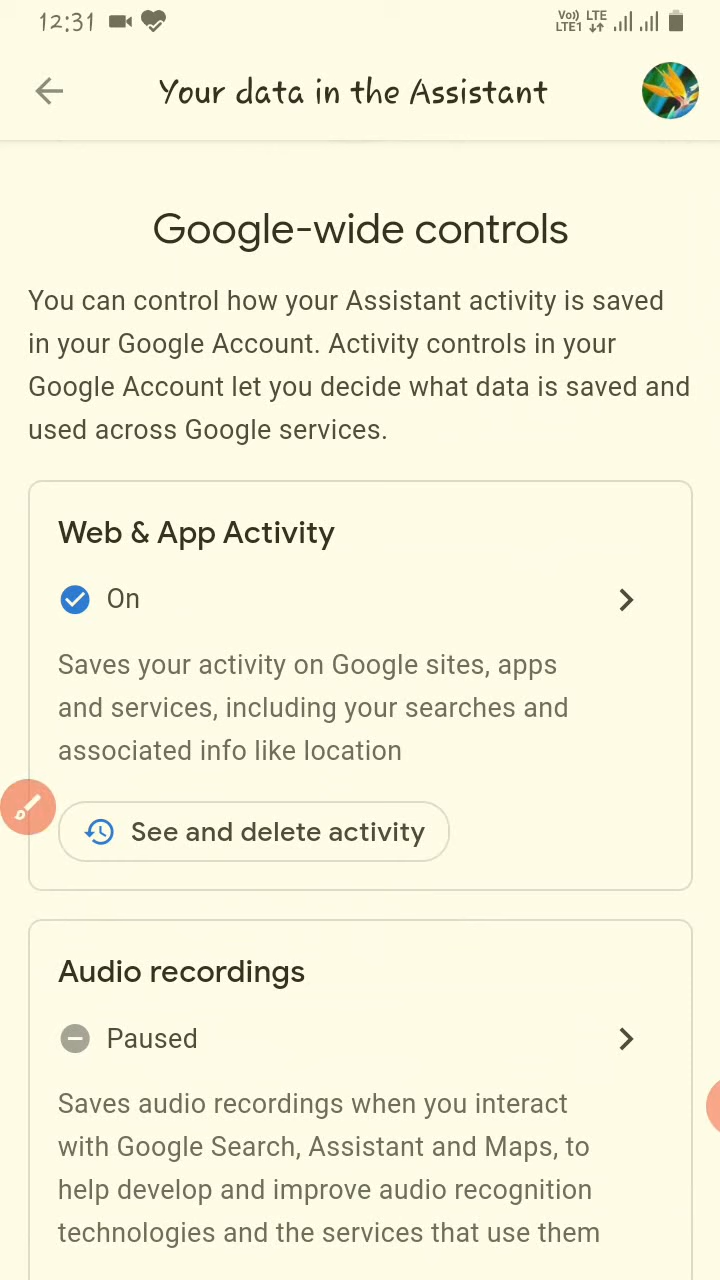 12:31
Vo)) LTE
LTE1
Your data in the Assistant
Google-wide controls
You can control how your Assistant activity is saved
in your Google Account. Activity controls in your
Google Account let you decide what data is saved and
used across Google services.
Web & App Activity
On
Saves your activity on Google sites, apps
and services, including your searches and
associated info like location
See and delete activity
Audio recordings
Paused
Saves audio recordings when you interact
with Google Search, Assistant and Maps, to
help develop and improve audio recognition
technologies and the services that use them